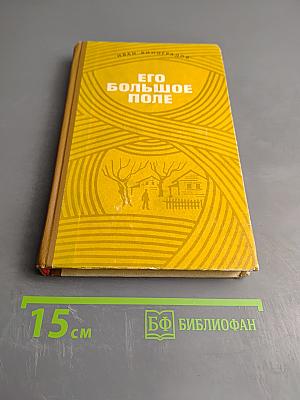 ИВАН ВИНОГРАДОВ
ЕГО
БОЛЬШОЕ
ПОЛЕ
15 см
БФ БИБЛИОФАН